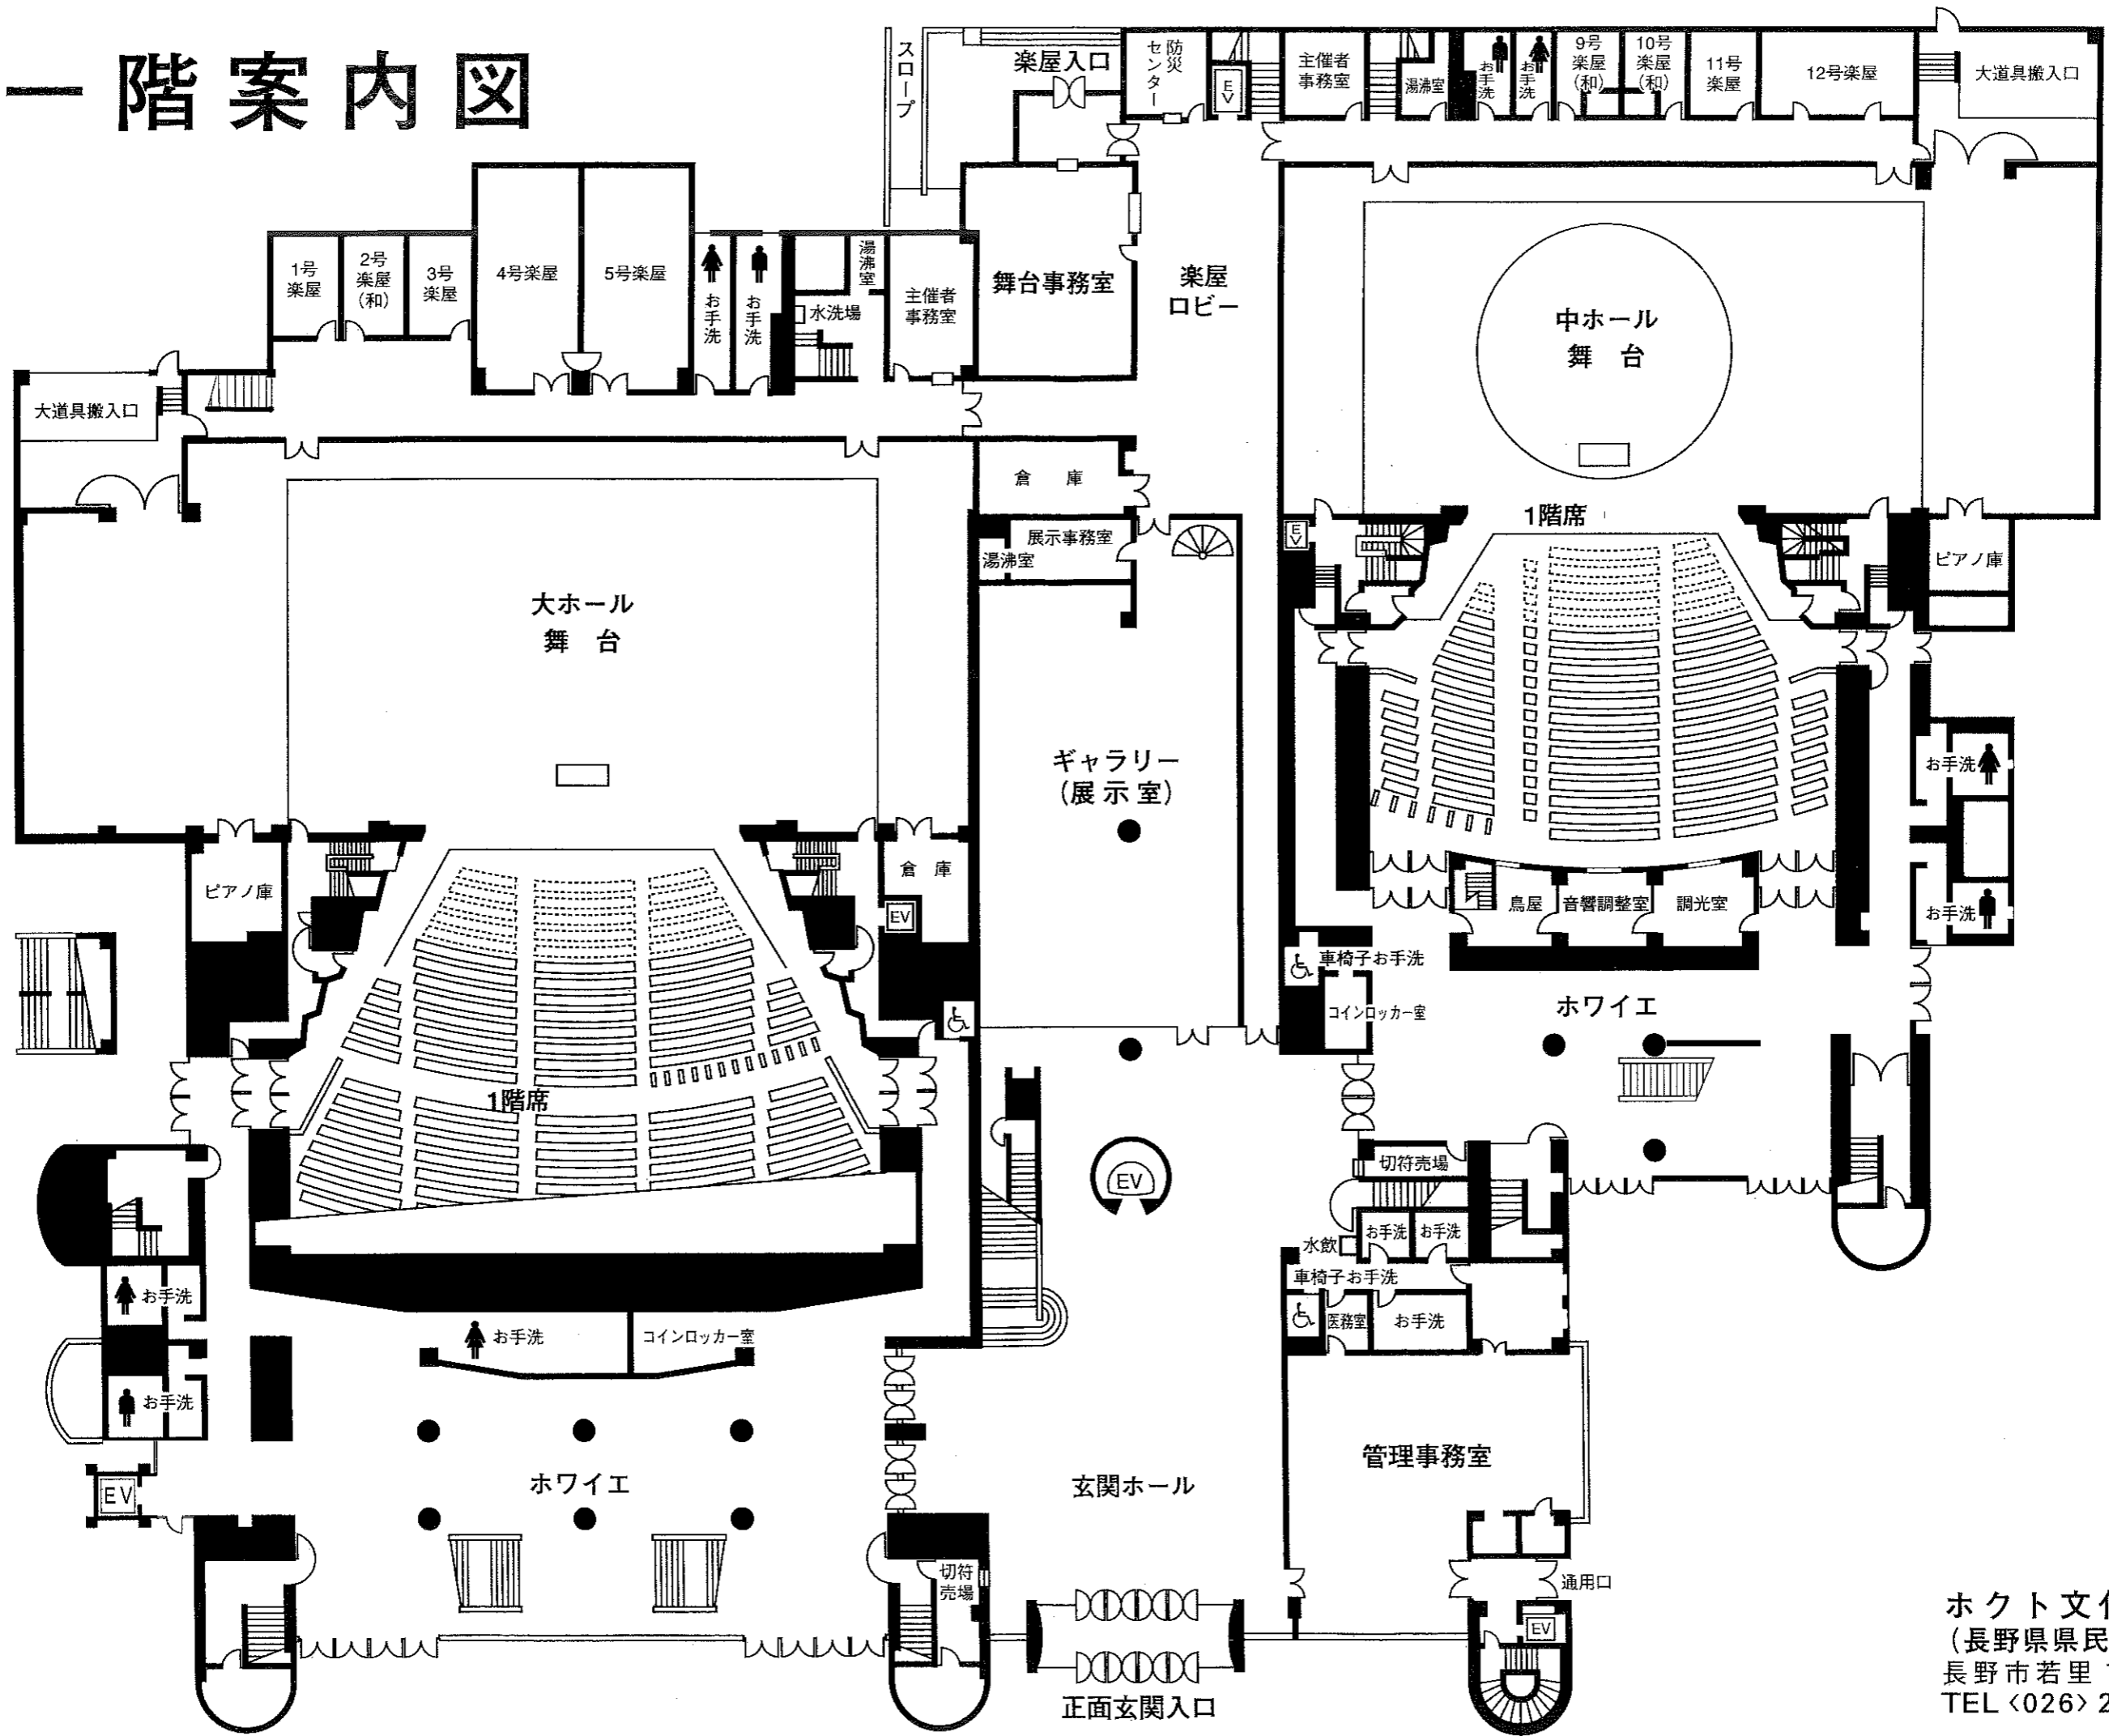 一階案内図
スロープ
楽屋入口
防災
センター
EV
主催者
事務室
湯沸室
お手洗
お手洗
9号
楽屋
(和)
10号
楽屋
(和)
11号
楽屋
12号楽屋
大道具搬入口
1号
楽屋
2号
楽屋
(和)
3号
楽屋
4号楽屋
5号楽屋
お手洗
お手洗
湯沸室
水洗場
主催者
事務室
舞台事務室
楽屋
ロビー
中ホール
舞台
大道具搬入口
倉庫
展示事務室
湯沸室
EV
1階席
ピアノ庫
大ホール
舞台
ギャラリー
(展示室)
お手洗
ピアノ庫
倉庫
EV
鳥屋
音響調整室
調光室
お手洗
車椅子お手洗
コインロッカー室
ホワイエ
1階席
EV
切符売場
お手洗
お手洗
水飲
車椅子お手洗
医務室
お手洗
お手洗
お手洗
コインロッカー室
お手洗
EV
ホワイエ
玄関ホール
管理事務室
切符
売場
通用口
EV
正面玄関入口
ホクト文
(長野県県民
長野市若里
TEL〈026〉2